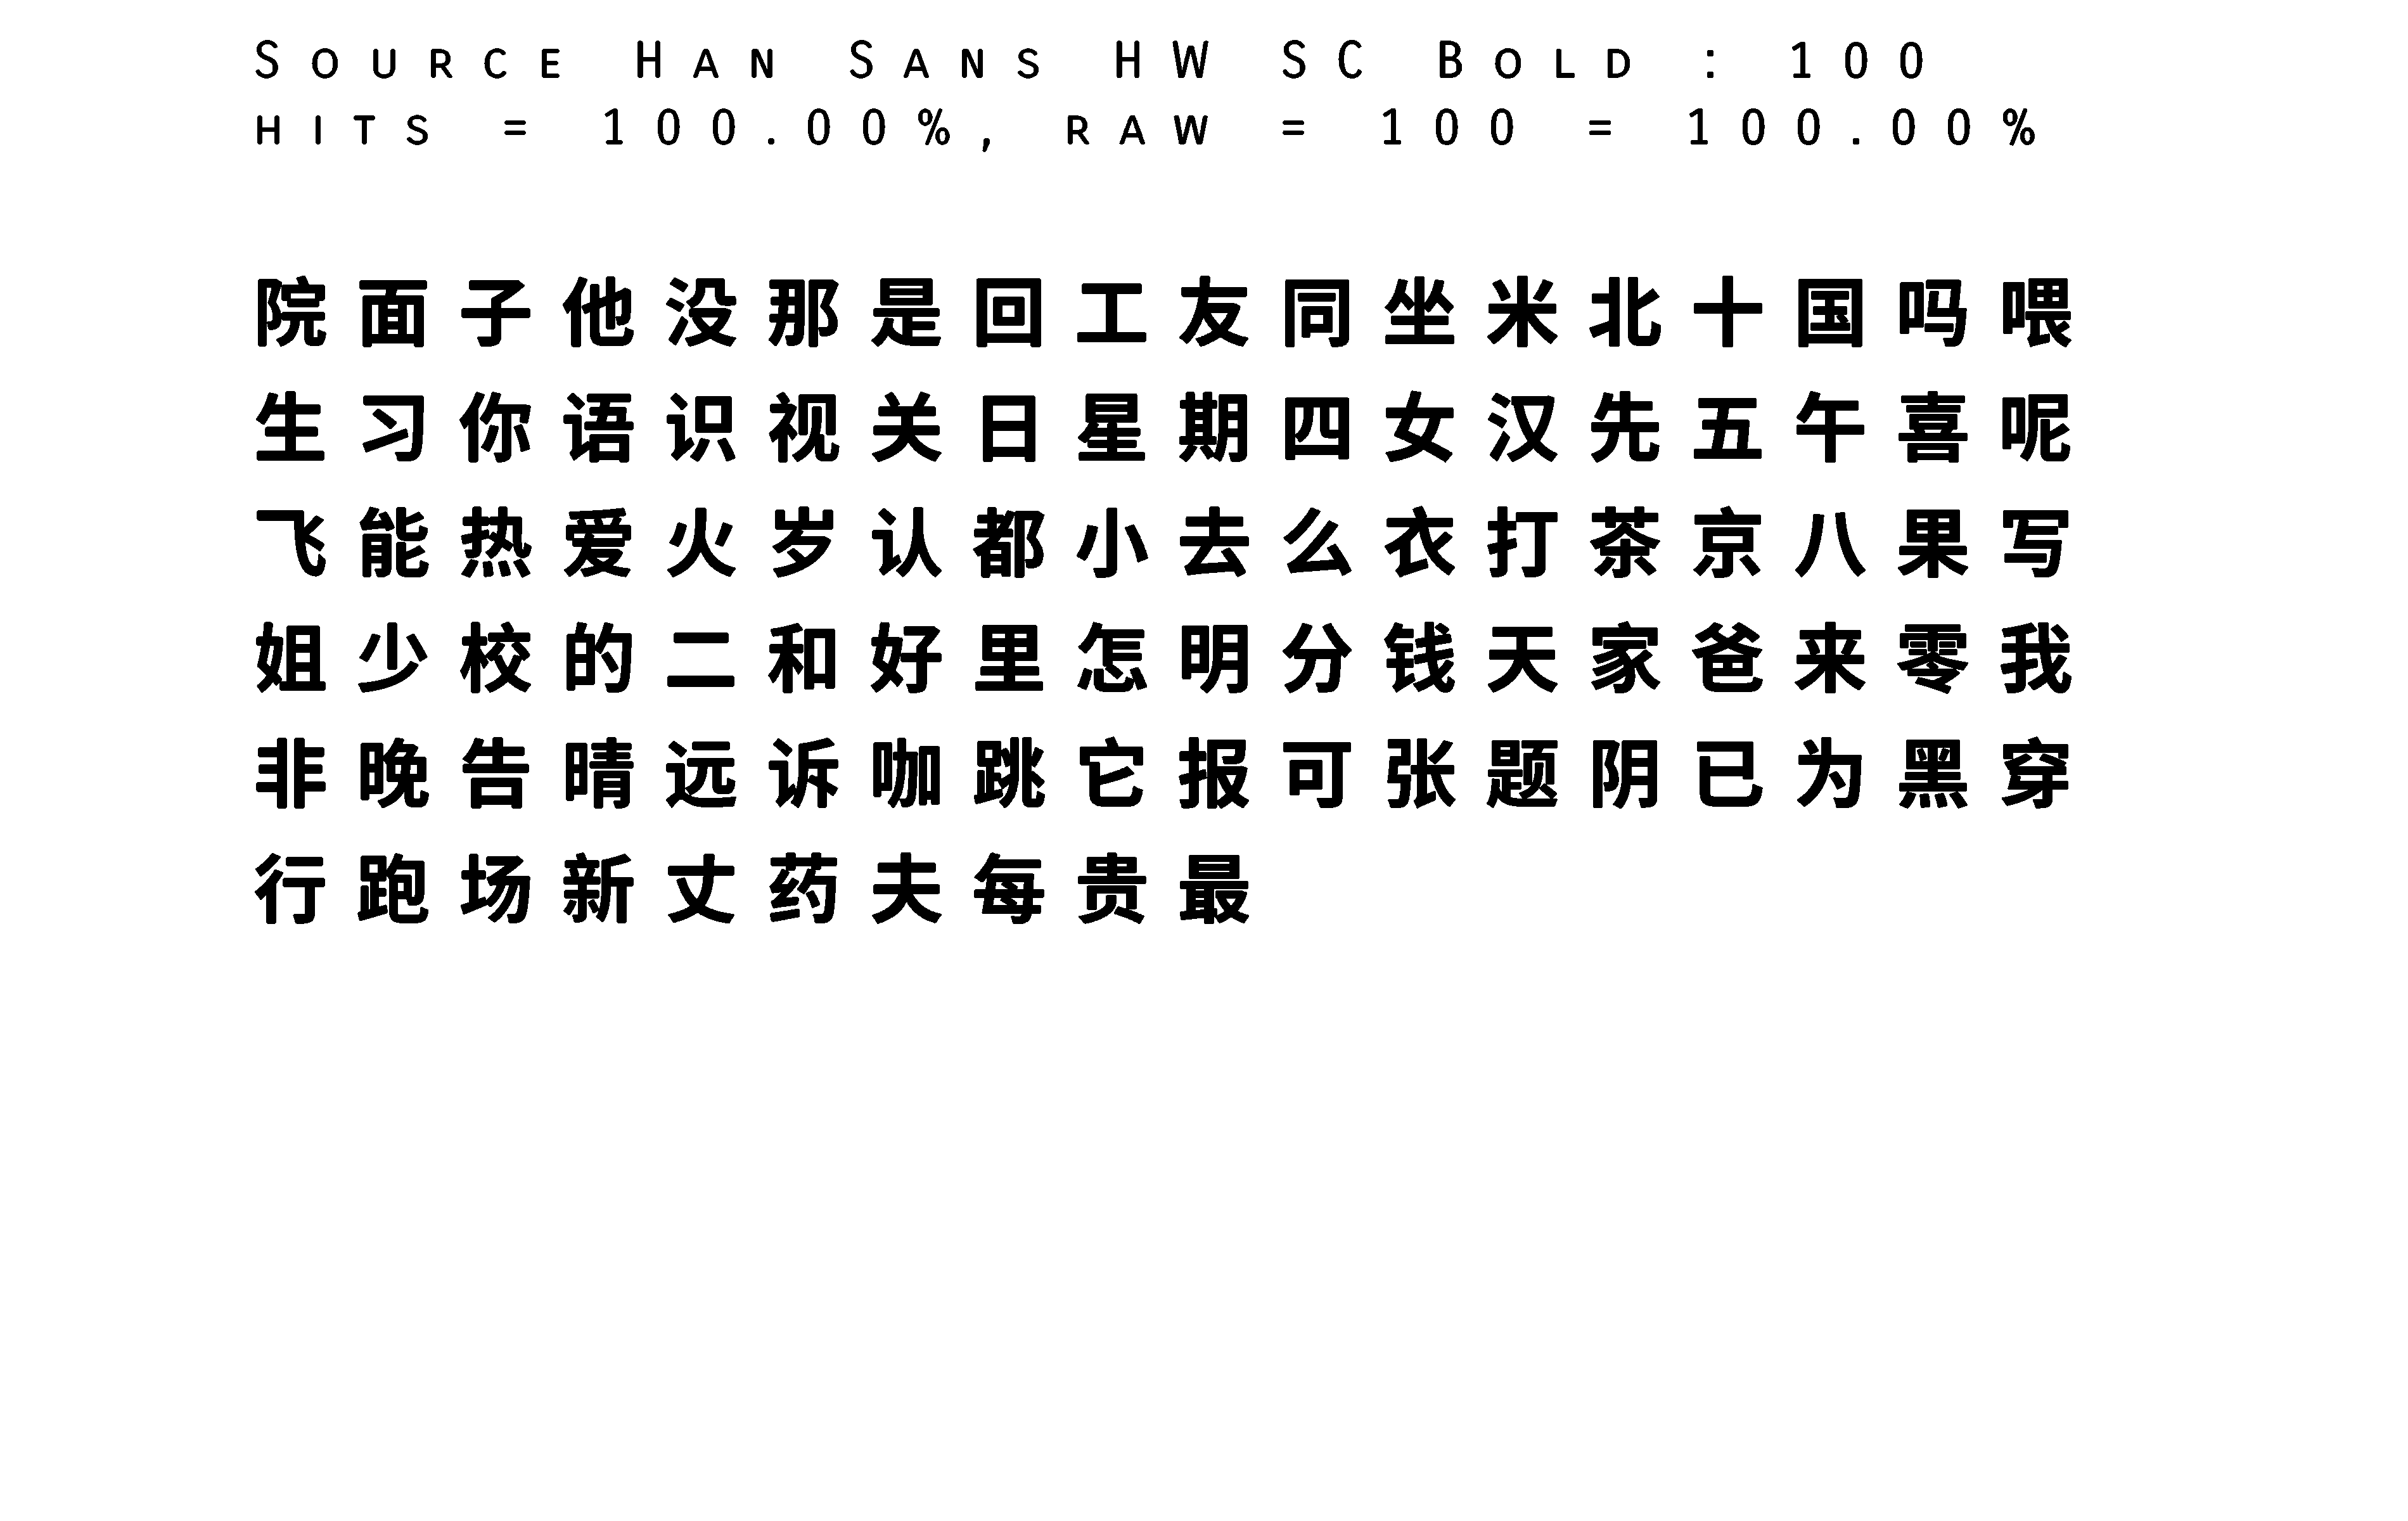 Source Han Sans HW SC Bold : 100
hits = 100.00%, raw = 100 = 100.00%
院面子他没那是回工友同坐米北十国吗喂
生习你语识视关日星期四女汉先五午喜呢
飞能热爱火岁认都小去么衣打茶京八果写
姐少校的二和好里怎明分钱天家爸来零我
非晚告晴远诉咖跳它报可张题阴已为黑穿
行跑场新丈药夫每贵最